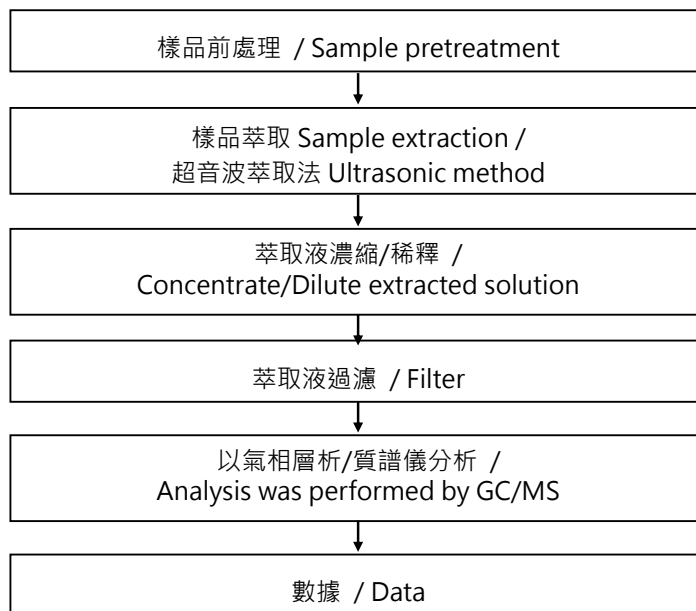 樣品前處理 / Sample pretreatment
樣品萃取 Sample extraction /
超音波萃取法 Ultrasonic method
萃取液濃縮/稀釋 /
Concentrate/Dilute extracted solution
萃取液過濾 / Filter
以氣相層析/質譜儀分析 /
Analysis was performed by GC/MS
數據 / Data